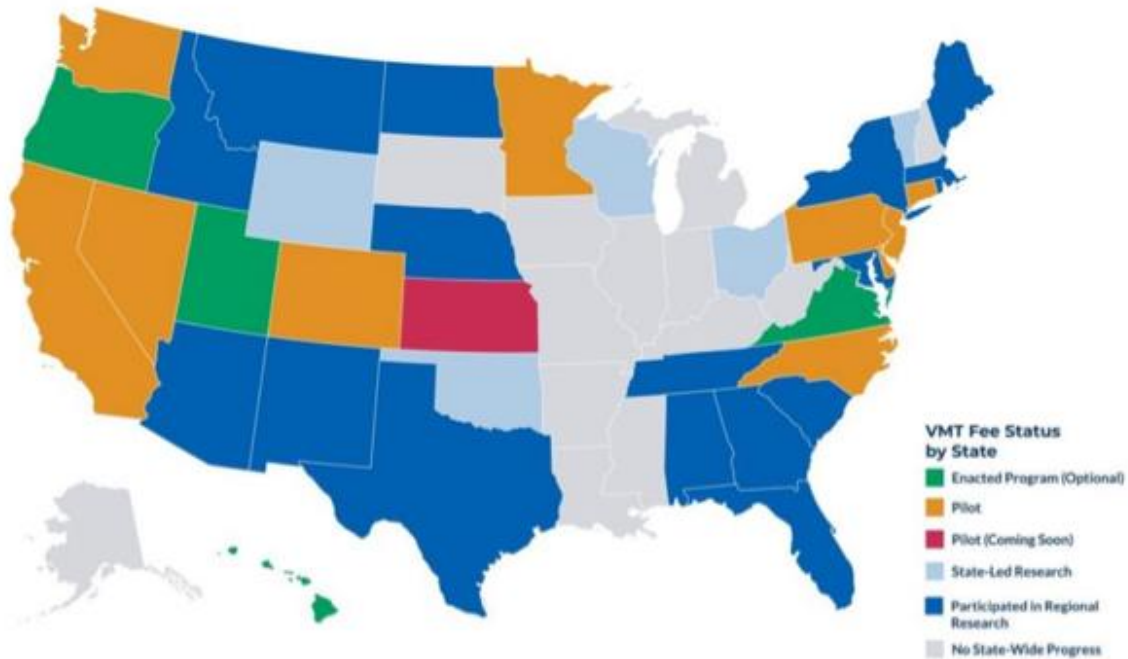 VMT Fee Status
by State
Enacted Program (Optional)
Pilot
Pilot (Coming Soon)
State-Led Research
Participated in Regional
Research
No State-Wide Progress